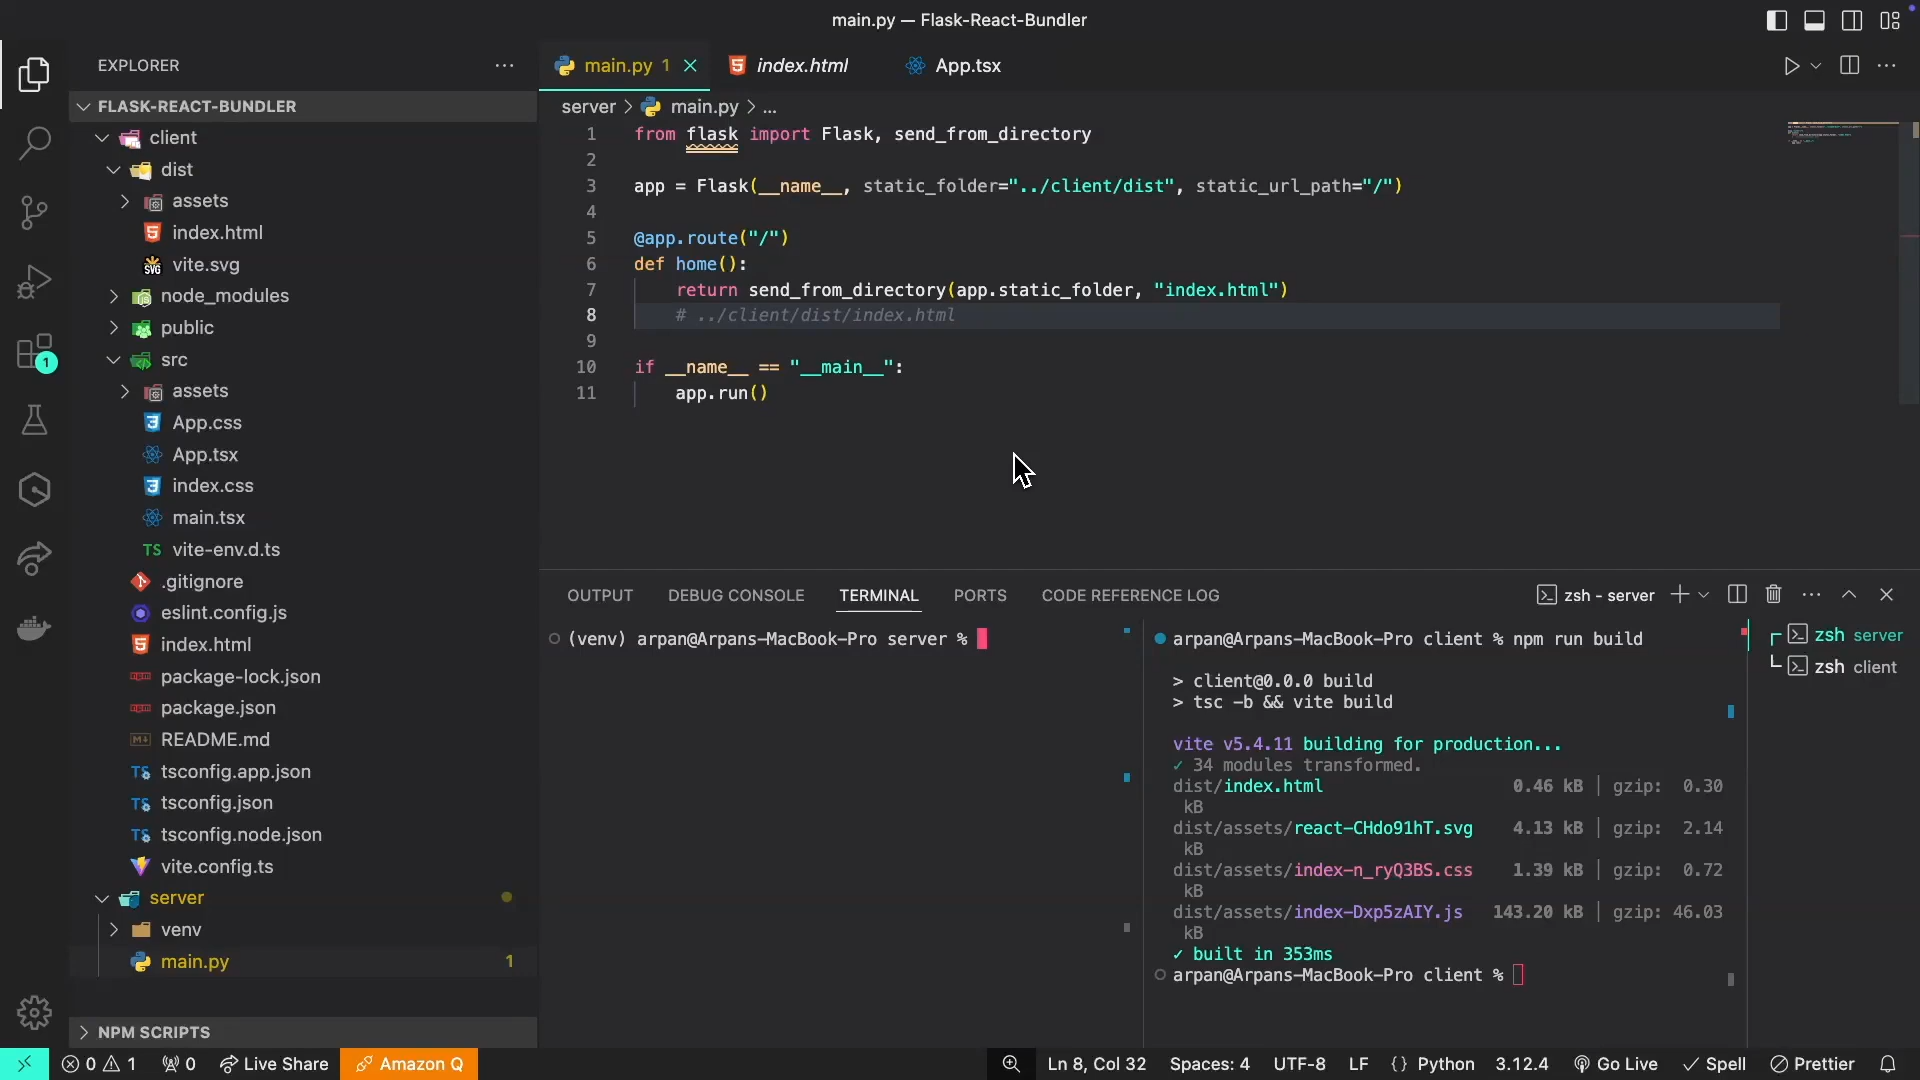 main.py — Flask-React-Bundler
EXPLORER
FLASK-REACT-BUNDLER
client
dist
assets
index.html
SVG
vite.svg
node_modules
public
src
assets
App.css
App.tsx
index.css
main.tsx
TS vite-env.d.ts
.gitignore
eslint.config.js
index.html
package-lock.json
package.json
README.md
TS tsconfig.app.json
TS tsconfig.json
TS tsconfig.node.json
vite.config.ts
server
venv
main.py 1
NPM SCRIPTS
1
main.py 1
index.html
App.tsx
server > main.py > ...
1 from flask import Flask, send_from_directory
2
3 app = Flask(__name__, static_folder="../client/dist", static_url_path="/")
4
5 @app.route("/")
6 def home():
7 return send_from_directory(app.static_folder, "index.html")
8 # ../client/dist/index.html
9
10 if __name__ == "__main__":
11 app.run()
OUTPUT DEBUG CONSOLE TERMINAL PORTS CODE REFERENCE LOG
zsh - server
(venv) arpan@Arpans-MacBook-Pro server %
arpan@Arpans-MacBook-Pro client % npm run build
> client@0.0.0 build
> tsc -b && vite build
vite v5.4.11 building for production...
✓ 34 modules transformed.
dist/index.html 0.46 kB │ gzip: 0.30
kB
dist/assets/react-CHdo91hT.svg 4.13 kB │ gzip: 2.14
kB
dist/assets/index-n_ryQ3BS.css 1.39 kB │ gzip: 0.72
kB
dist/assets/index-Dxp5zAIY.js 143.20 kB │ gzip: 46.03
kB
✓ built in 353ms
arpan@Arpans-MacBook-Pro client %
zsh server
zsh client
0 1 0 Live Share Amazon Q
Ln 8, Col 32 Spaces: 4 UTF-8 LF {} Python 3.12.4 Go Live ✓ Spell Prettier